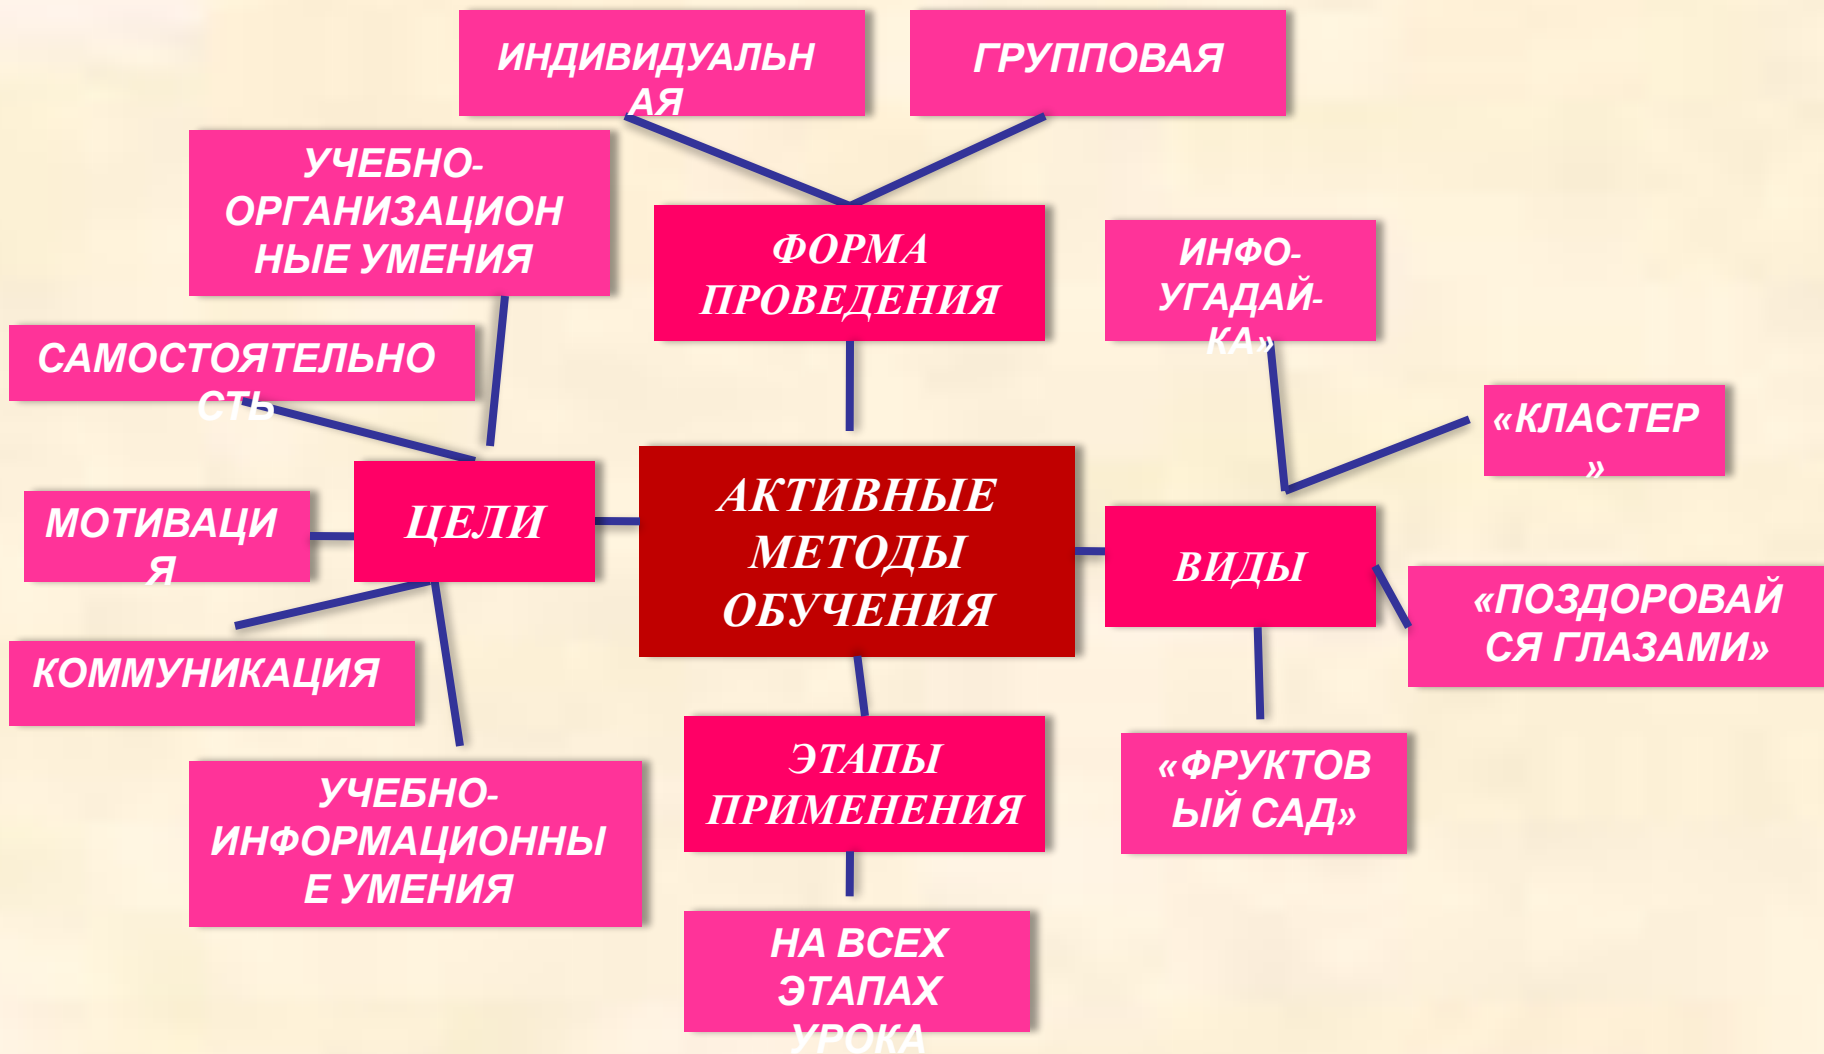 ИНДИВИДУАЛЬН
АЯ
ГРУППОВАЯ
УЧЕБНО-
ОРГАНИЗАЦИОН
НЫЕ УМЕНИЯ
ФОРМА
ПРОВЕДЕНИЯ
ИНФО-
УГАДАЙ-
КА»
САМОСТОЯТЕЛЬНО
СТЬ
«КЛАСТЕР
»
МОТИВАЦИ
Я
ЦЕЛИ
АКТИВНЫЕ
МЕТОДЫ
ОБУЧЕНИЯ
ВИДЫ
«ПОЗДОРОВАЙ
СЯ ГЛАЗАМИ»
КОММУНИКАЦИЯ
ЭТАПЫ
ПРИМЕНЕНИЯ
«ФРУКТОВ
ЫЙ САД»
УЧЕБНО-
ИНФОРМАЦИОННЫ
Е УМЕНИЯ
НА ВСЕХ
ЭТАПАХ
УРОКА